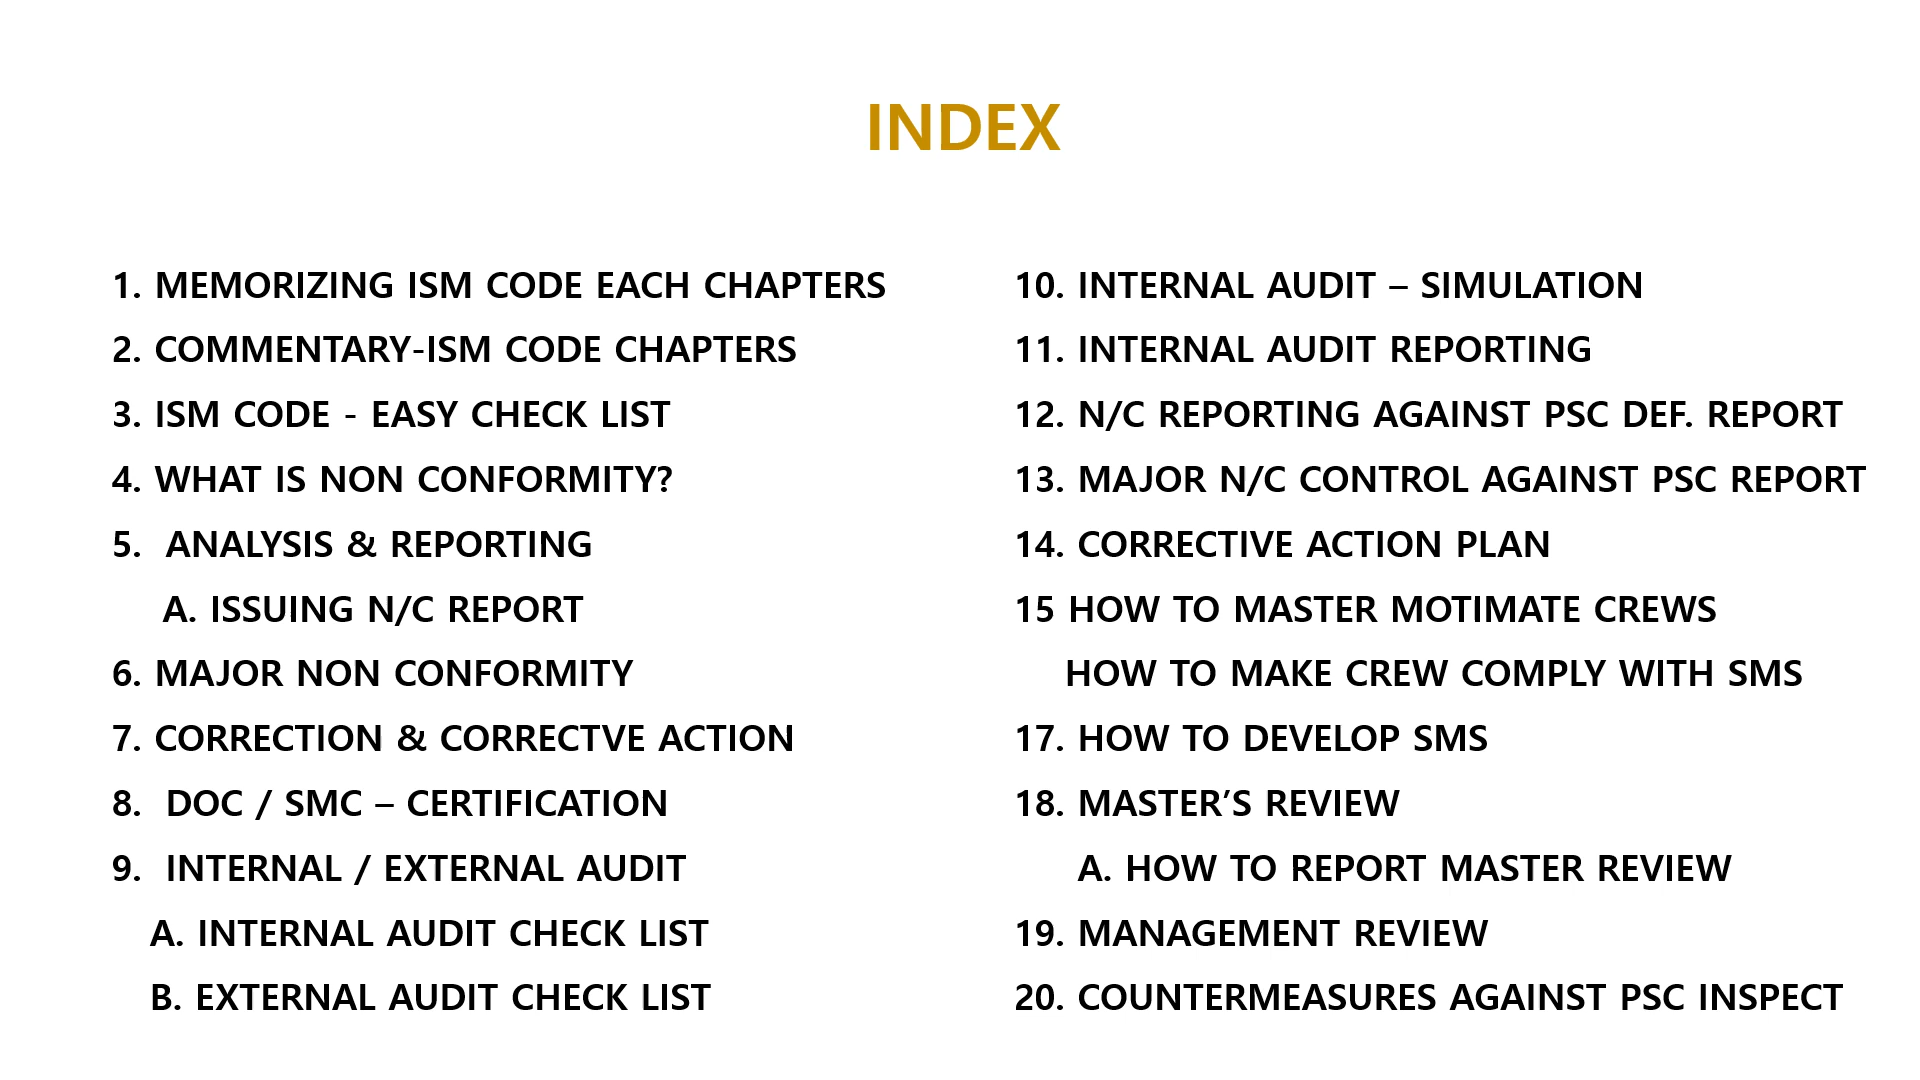 INDEX
1. MEMORIZING ISM CODE EACH CHAPTERS
2. COMMENTARY-ISM CODE CHAPTERS
3. ISM CODE - EASY CHECK LIST
4. WHAT IS NON CONFORMITY?
5. ANALYSIS & REPORTING
A. ISSUING N/C REPORT
6. MAJOR NON CONFORMITY
7. CORRECTION & CORRECTVE ACTION
8. DOC / SMC – CERTIFICATION
9. INTERNAL / EXTERNAL AUDIT
A. INTERNAL AUDIT CHECK LIST
B. EXTERNAL AUDIT CHECK LIST
10. INTERNAL AUDIT – SIMULATION
11. INTERNAL AUDIT REPORTING
12. N/C REPORTING AGAINST PSC DEF. REPORT
13. MAJOR N/C CONTROL AGAINST PSC REPORT
14. CORRECTIVE ACTION PLAN
15 HOW TO MASTER MOTIMATE CREWS
HOW TO MAKE CREW COMPLY WITH SMS
17. HOW TO DEVELOP SMS
18. MASTER’S REVIEW
A. HOW TO REPORT MASTER REVIEW
19. MANAGEMENT REVIEW
20. COUNTERMEASURES AGAINST PSC INSPECT